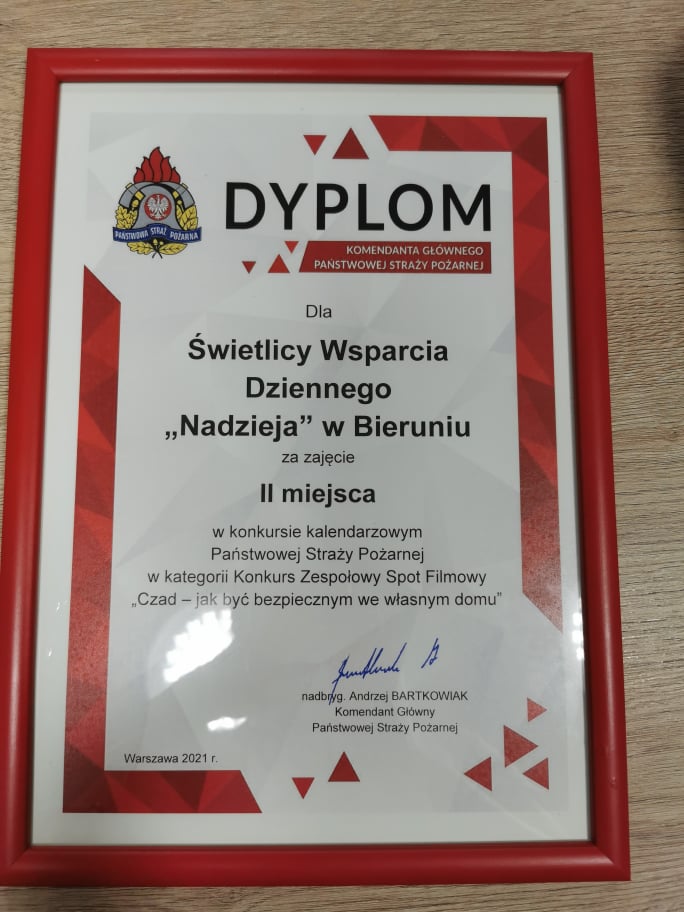 PAŃSTWOWA STRAŻ POŻARNA
DYPLOM
KOMENDANTA GŁÓWNEGO
PAŃSTWOWEJ STRAŻY POŻARNEJ
Dla
Świetlicy Wsparcia
Dziennego
„Nadzieja” w Bieruniu
za zajęcie
II miejsca
w konkursie kalendarzowym
Państwowej Straży Pożarnej
w kategorii Konkurs Zespołowy Spot Filmowy
„Czad – jak być bezpiecznym we własnym domu”
nadbryg. Andrzej BARTKOWIAK
Komendant Główny
Państwowej Straży Pożarnej
Warszawa 2021 r.